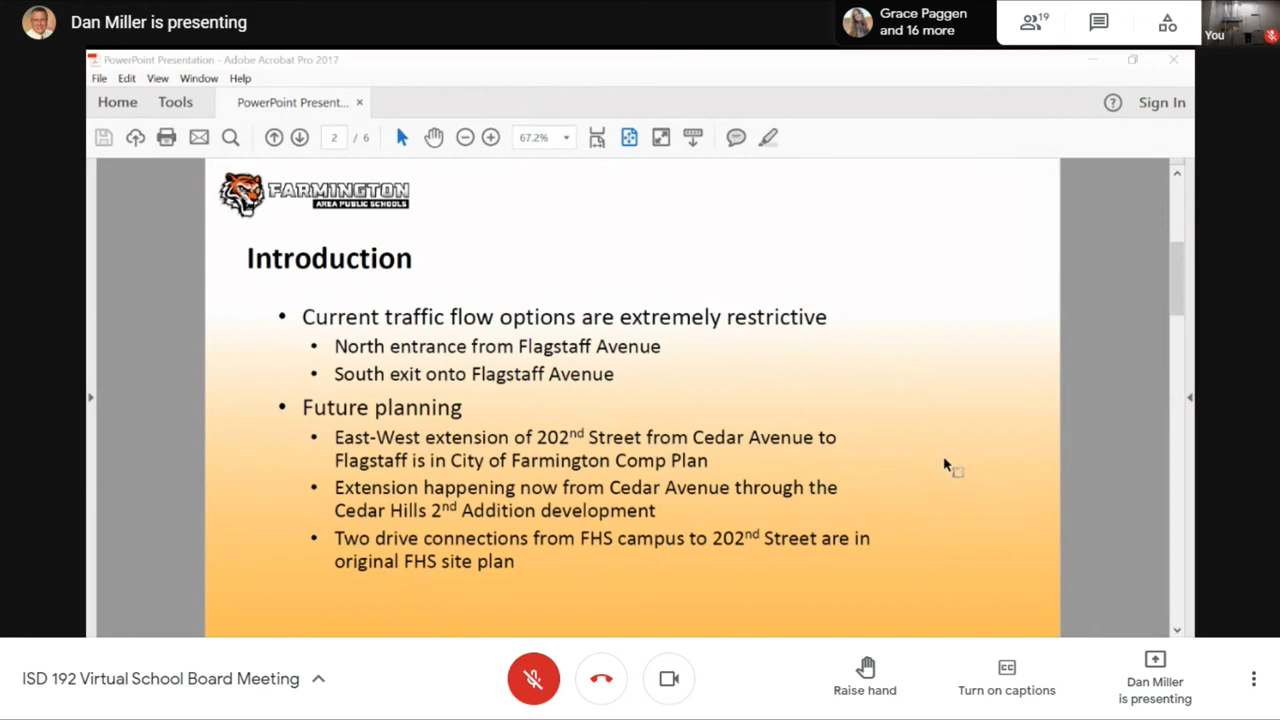 Dan Miller is presenting
Grace Paggen
and 16 more
19
You
PowerPoint Presentation - Adobe Acrobat Pro 2017
File Edit View Window Help
Home Tools PowerPoint Present... ×
? Sign In
2 / 6
67.2%
FARMINGTON
AREA PUBLIC SCHOOLS
Introduction
• Current traffic flow options are extremely restrictive
• North entrance from Flagstaff Avenue
• South exit onto Flagstaff Avenue
• Future planning
• East-West extension of 202nd Street from Cedar Avenue to
Flagstaff is in City of Farmington Comp Plan
• Extension happening now from Cedar Avenue through the
Cedar Hills 2nd Addition development
• Two drive connections from FHS campus to 202nd Street are in
original FHS site plan
ISD 192 Virtual School Board Meeting
Raise hand
CC
Turn on captions
Dan Miller
is presenting